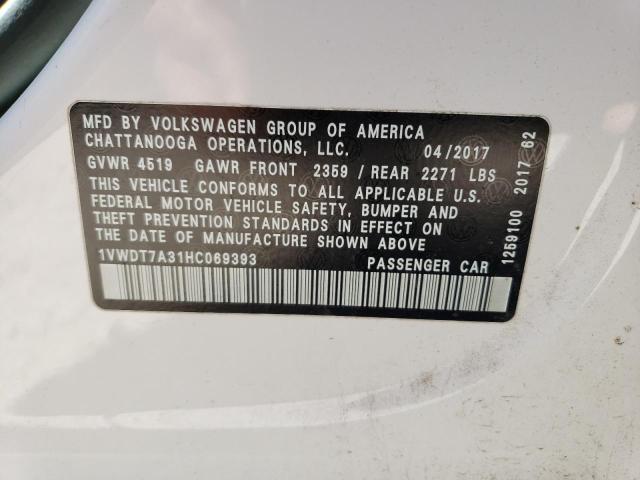 MFD BY VOLKSWAGEN GROUP OF AMERICA
CHATTANOOGA OPERATIONS, LLC. 04/2017
GVWR 4519 GAWR FRONT 2359 / REAR 2271 LBS
THIS VEHICLE CONFORMS TO ALL APPLICABLE U.S.
FEDERAL MOTOR VEHICLE SAFETY, BUMPER AND
THEFT PREVENTION STANDARDS IN EFFECT ON
THE DATE OF MANUFACTURE SHOWN ABOVE
1VWDT7A31HC069393 PASSENGER CAR
1259100 2017 62